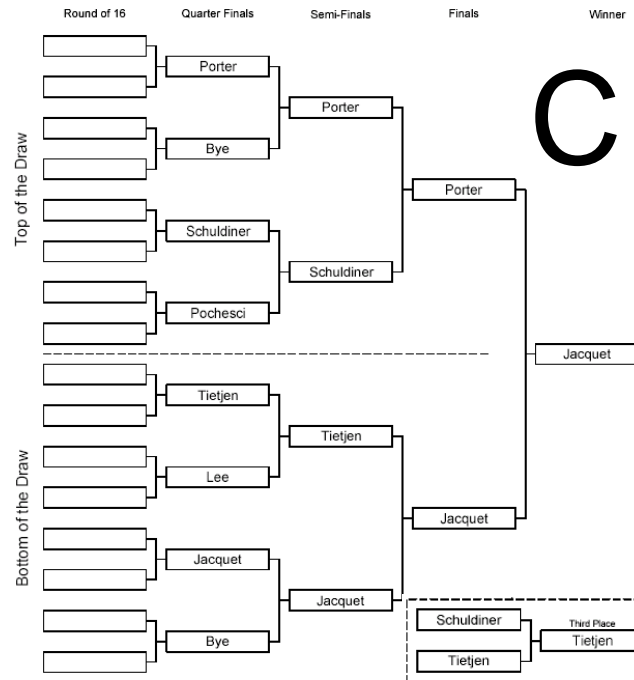 Round of 16 Quarter Finals Semi-Finals Finals Winner
C
Top of the Draw
Porter
Porter
Bye
Porter
Schuldiner
Schuldiner
Pochesci
Jacquet
Bottom of the Draw
Tietjen
Tietjen
Lee
Jacquet
Jacquet
Jacquet
Bye
Schuldiner
Third Place
Tietjen
Tietjen